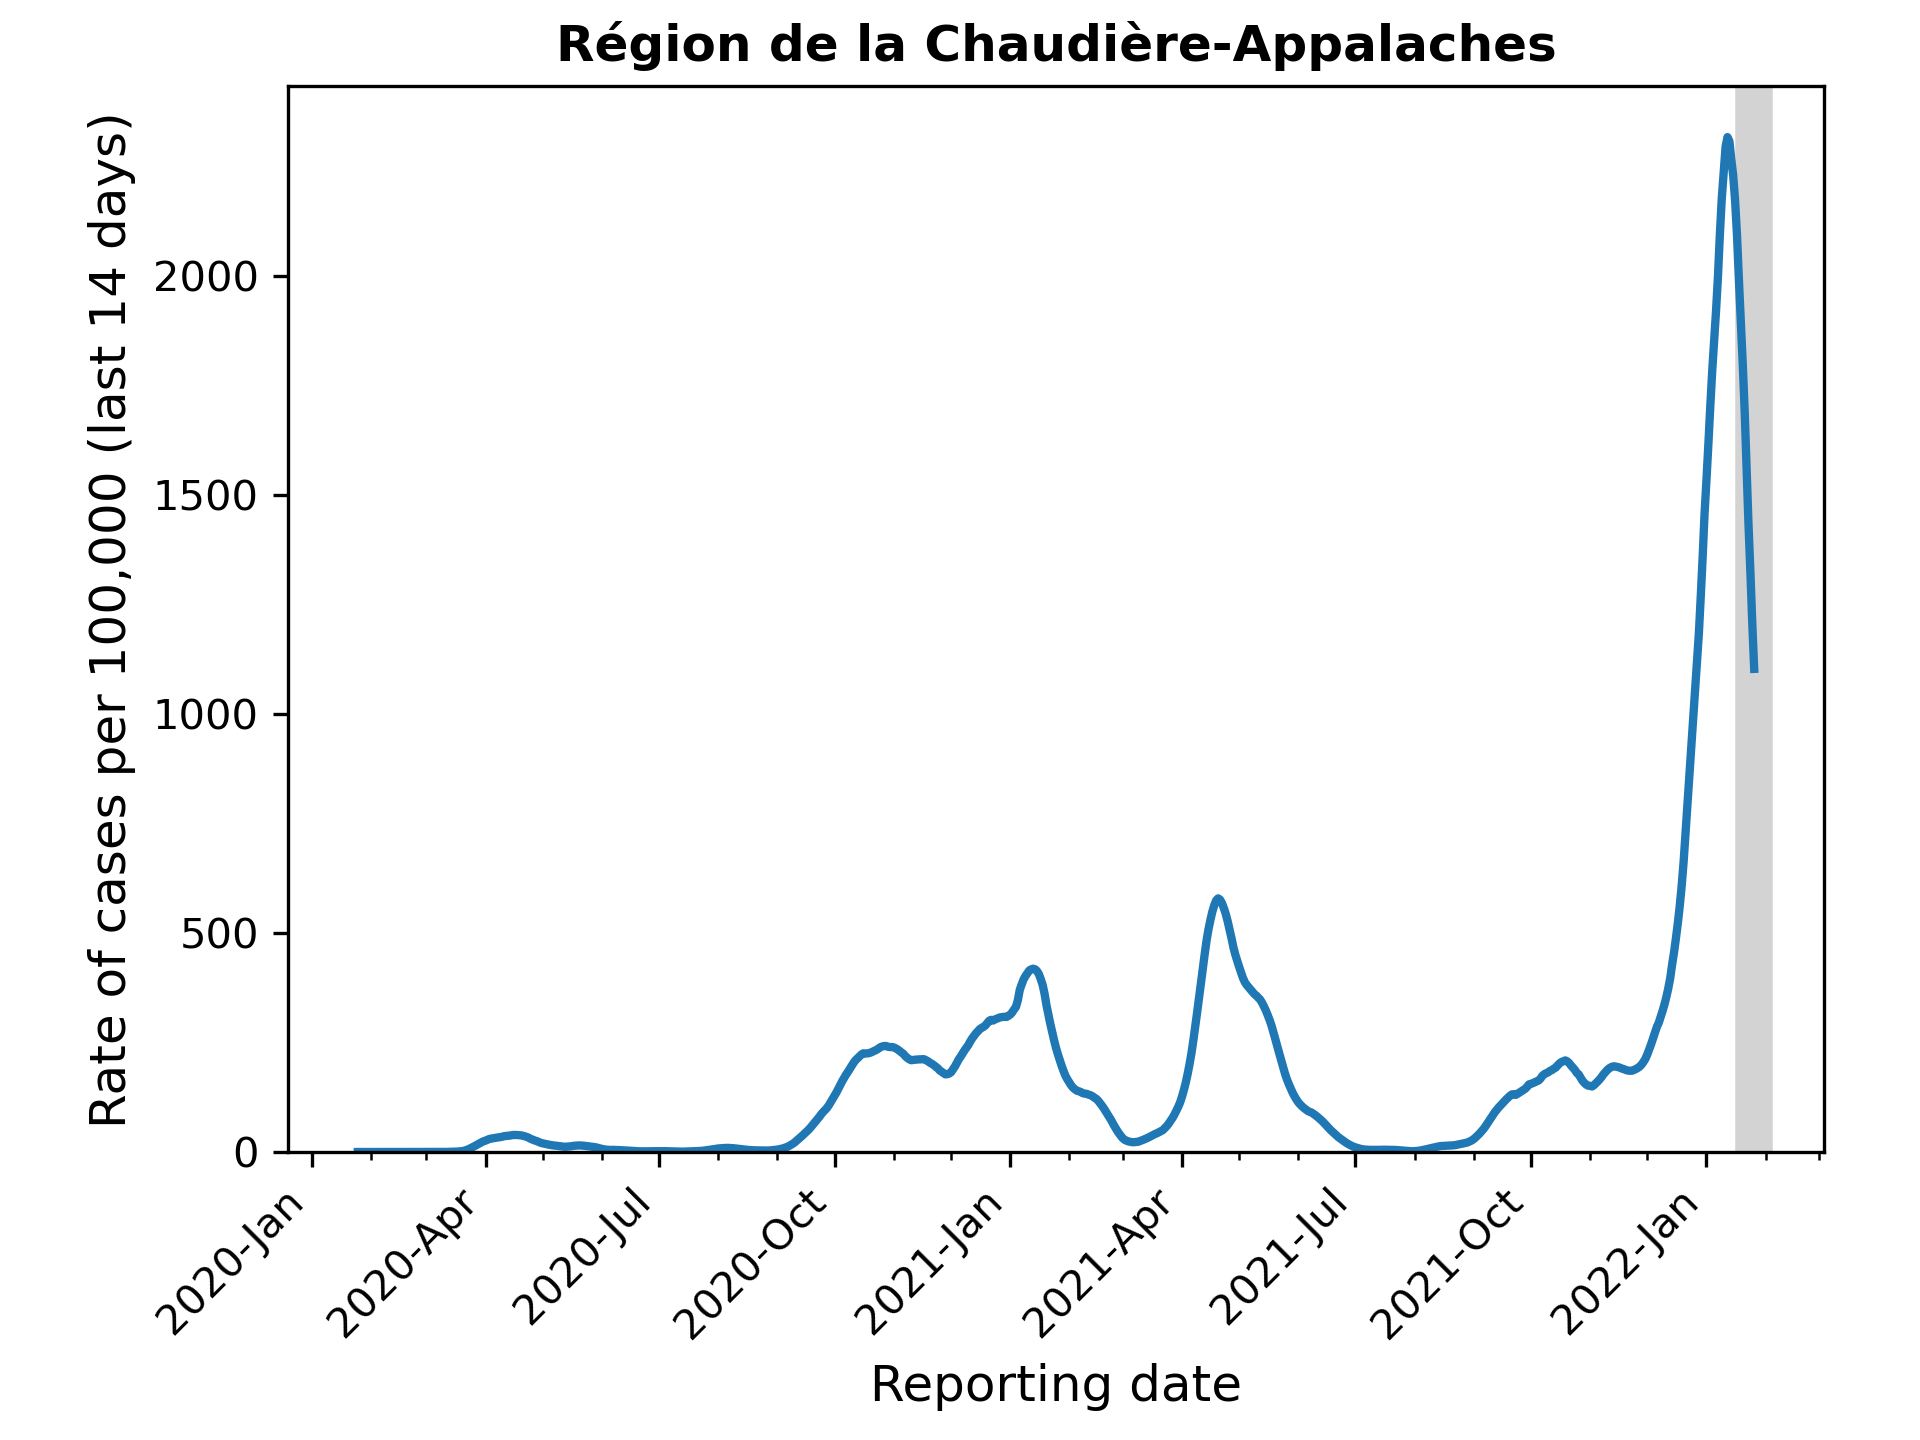 Région de la Chaudière-Appalaches
Rate of cases per 100,000 (last 14 days)
2000
1500
1000
500
0
2020-Jan
2020-Apr
2020-Jul
2020-Oct
2021-Jan
2021-Apr
2021-Jul
2021-Oct
2022-Jan
Reporting date